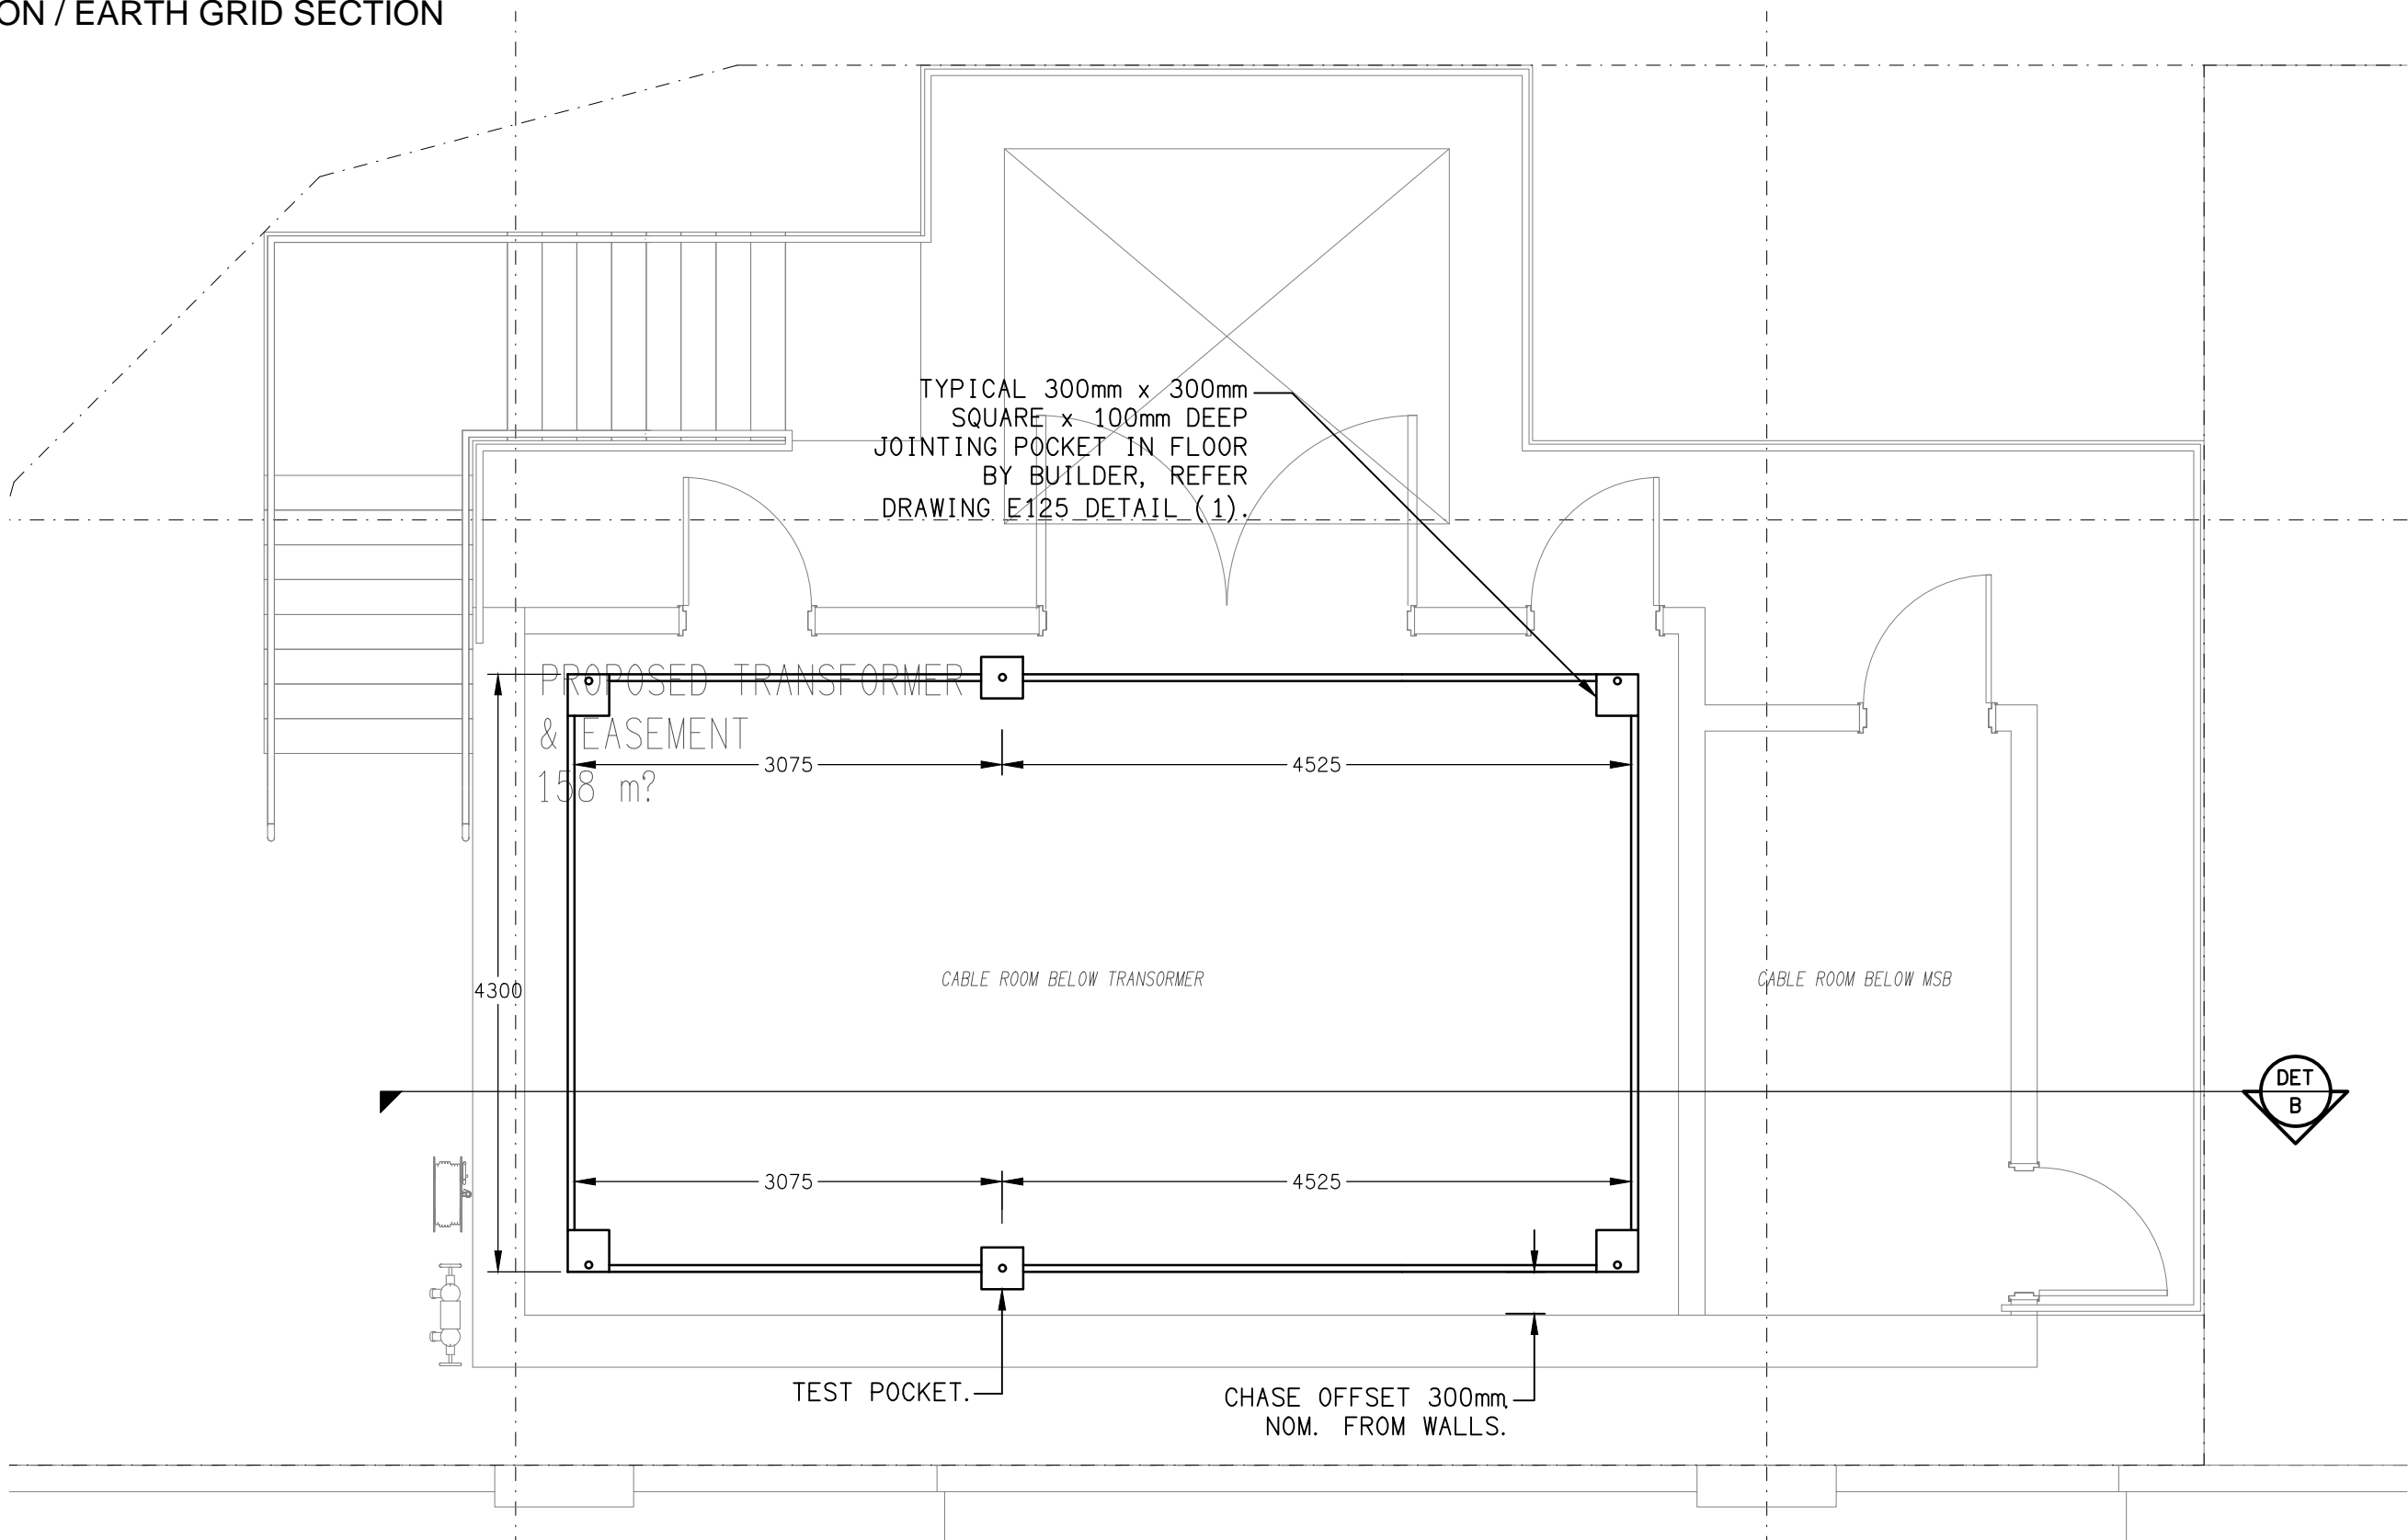 ON / EARTH GRID SECTION
TYPICAL 300mm x 300mm
SQUARE x 100mm DEEP
JOINTING POCKET IN FLOOR
BY BUILDER, REFER
DRAWING E125 DETAIL (1).
PROPOSED TRANSFORMER
& EASEMENT
158 m?
3075
4525
CABLE ROOM BELOW TRANSORMER
CABLE ROOM BELOW MSB
4300
DET
B
3075
4525
TEST POCKET.
CHASE OFFSET 300mm,
NOM. FROM WALLS.